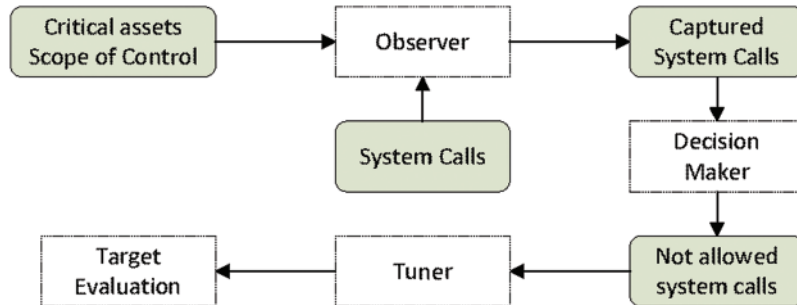 Critical assets
Scope of Control
Observer
Captured
System Calls
System Calls
Decision
Maker
Target
Evaluation
Tuner
Not allowed
system calls